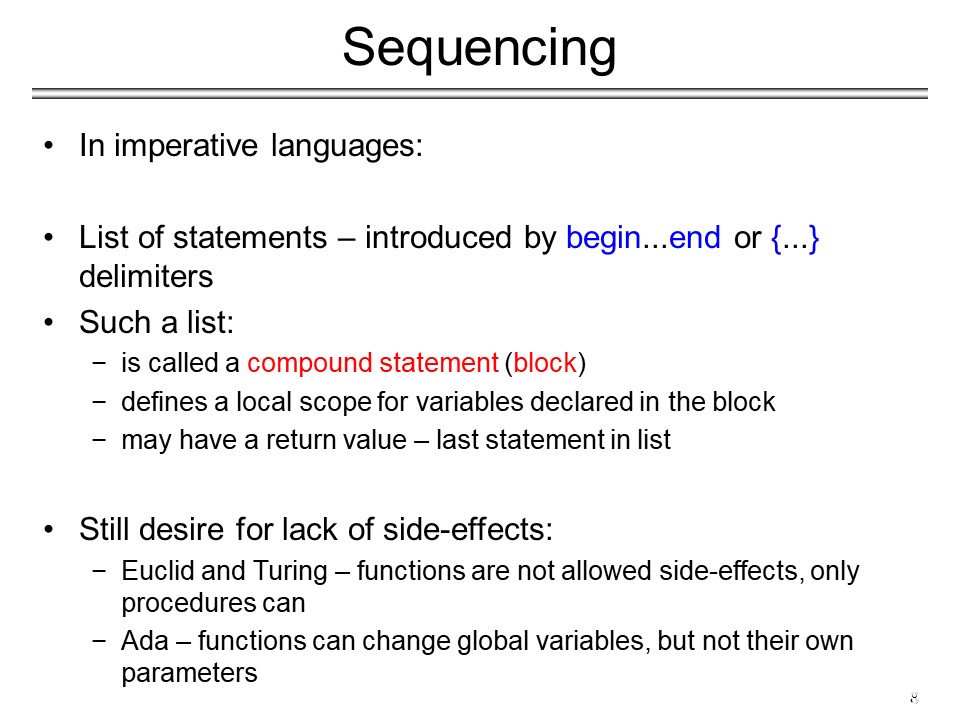 Sequencing
• In imperative languages:
• List of statements – introduced by begin...end or {...}
delimiters
• Such a list:
− is called a compound statement (block)
− defines a local scope for variables declared in the block
− may have a return value – last statement in list
• Still desire for lack of side-effects:
− Euclid and Turing – functions are not allowed side-effects, only
procedures can
− Ada – functions can change global variables, but not their own
parameters
8